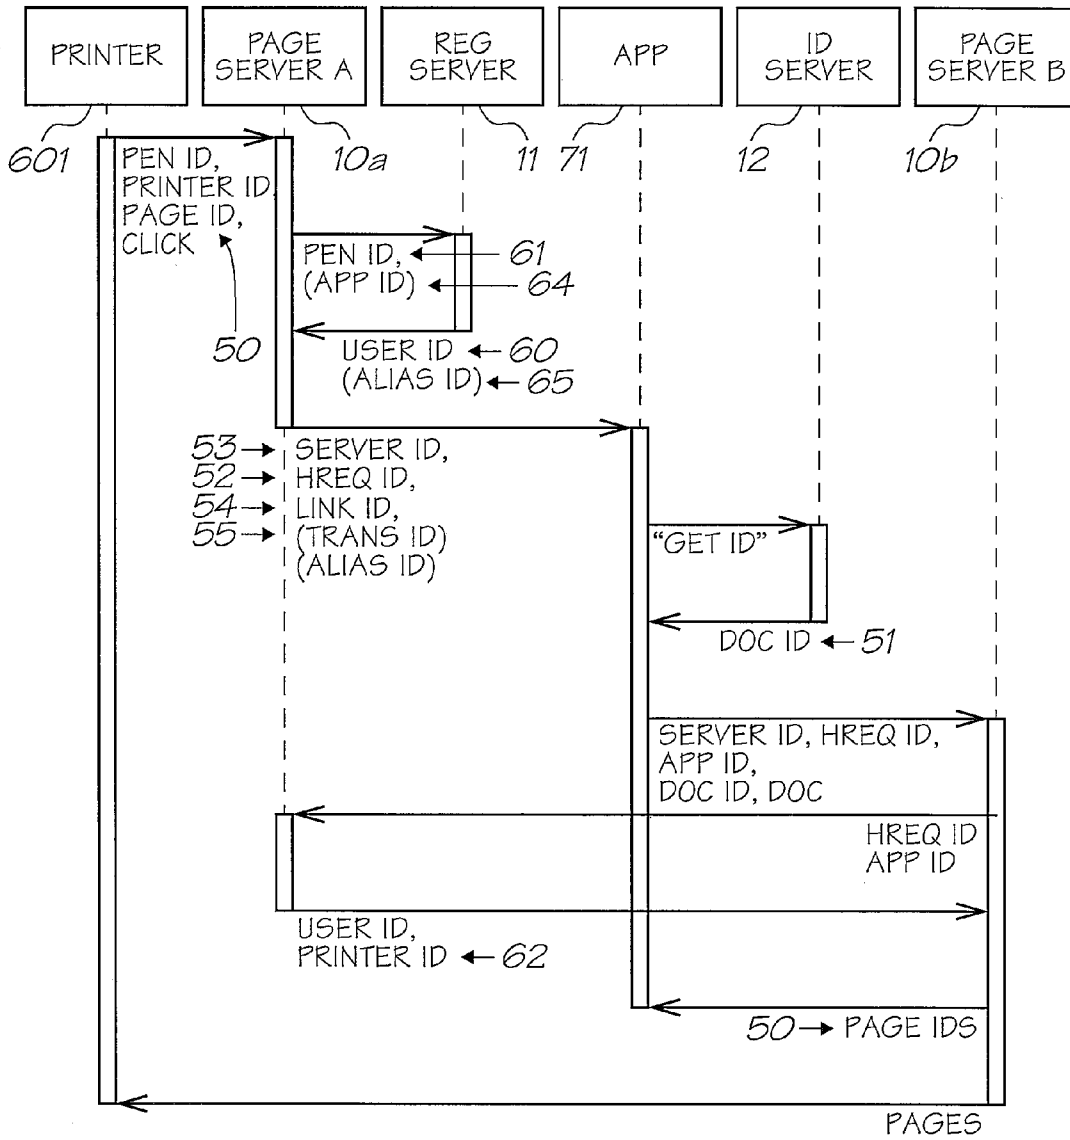 PRINTER
PAGE
SERVER A
REG
SERVER
APP
ID
SERVER
PAGE
SERVER B
601
10a
11
71
12
10b
PEN ID,
PRINTER ID
PAGE ID,
CLICK
50
PEN ID, 61
(APP ID) 64
USER ID 60
(ALIAS ID) 65
53 SERVER ID,
52 HREQ ID,
54 LINK ID,
55 (TRANS ID)
(ALIAS ID)
“GET ID”
DOC ID 51
SERVER ID, HREQ ID,
APP ID,
DOC ID, DOC
HREQ ID
APP ID
USER ID,
PRINTER ID 62
50 PAGE IDS
PAGES